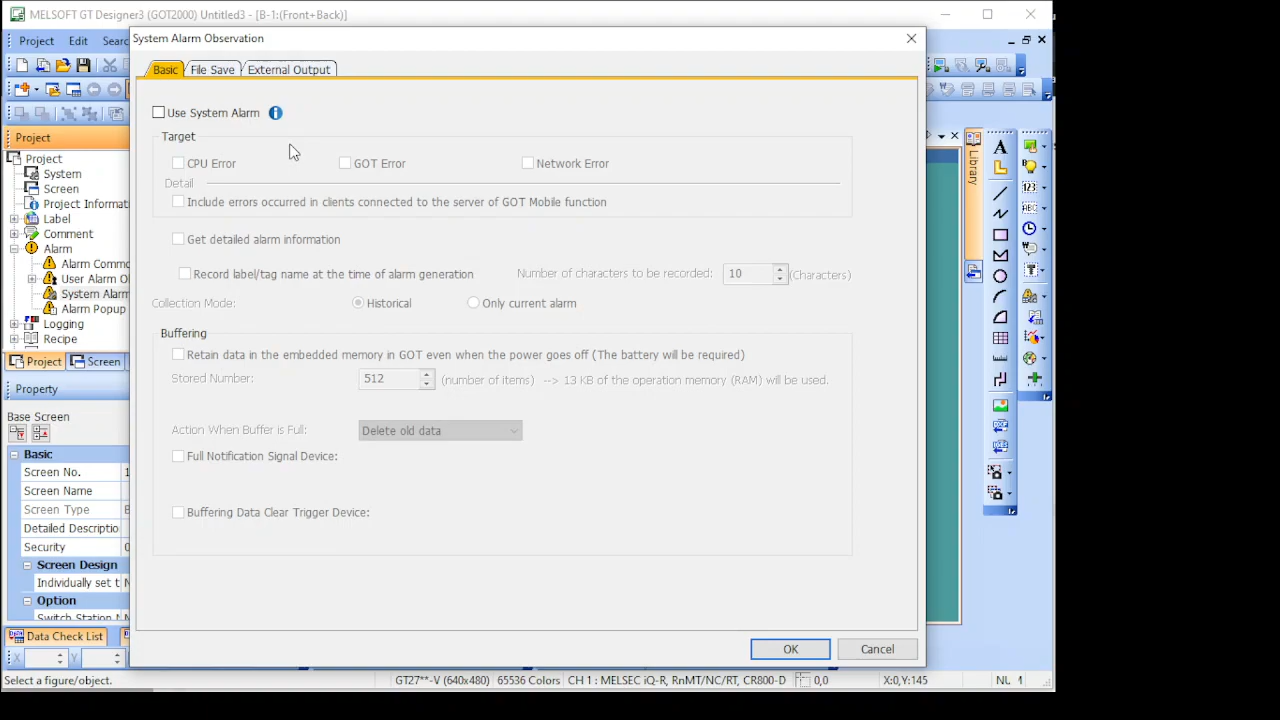 MELSOFT GT Designer3 (GOT2000) Untitled3 - [B-1:(Front+Back)]
Project Edit Searc
System Alarm Observation
Basic File Save External Output
Use System Alarm
Target
CPU Error GOT Error Network Error
Detail
Include errors occurred in clients connected to the server of GOT Mobile function
Get detailed alarm information
Record label/tag name at the time of alarm generation Number of characters to be recorded: 10 (Characters)
Collection Mode: Historical Only current alarm
Buffering
Retain data in the embedded memory in GOT even when the power goes off (The battery will be required)
Stored Number: 512 (number of items) --> 13 KB of the operation memory (RAM) will be used.
Action When Buffer is Full: Delete old data
Full Notification Signal Device:
Buffering Data Clear Trigger Device:
OK Cancel
Project
Project
System
Screen
Project Informat
Label
Comment
Alarm
Alarm Commo
User Alarm O
System Alarm
Alarm Popup
Logging
Recipe
Project Screen
Property
Base Screen
Basic
Screen No. 1
Screen Name
Screen Type B
Detailed Descriptio
Security 0
Screen Design
Individually set t N
Option
Switch Station N
Data Check List
X Y
Library
Select a figure/object. GT27**-V (640x480) 65536 Colors CH 1 : MELSEC iQ-R, RnMT/NC/RT, CR800-D 0,0 X:0,Y:145